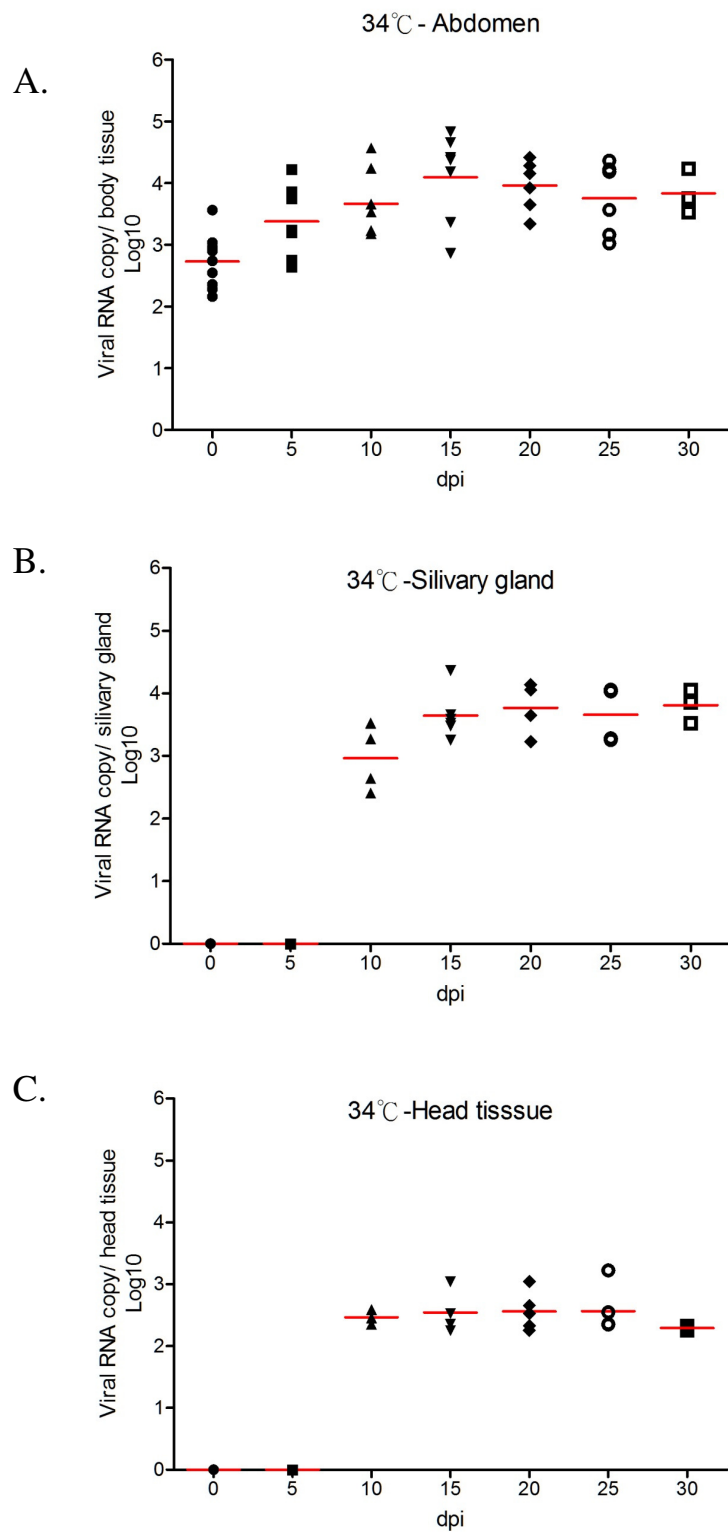 34℃ - Abdomen
A.
Viral RNA copy/ body tissue
Log10
6
5
4
3
2
1
0
0 5 10 15 20 25 30
dpi
B.
34℃ -Silivary gland
Viral RNA copy/ silivary gland
Log10
6
5
4
3
2
1
0
0 5 10 15 20 25 30
dpi
C.
34℃ -Head tisssue
Viral RNA copy/ head tissue
Log10
6
5
4
3
2
1
0
0 5 10 15 20 25 30
dpi